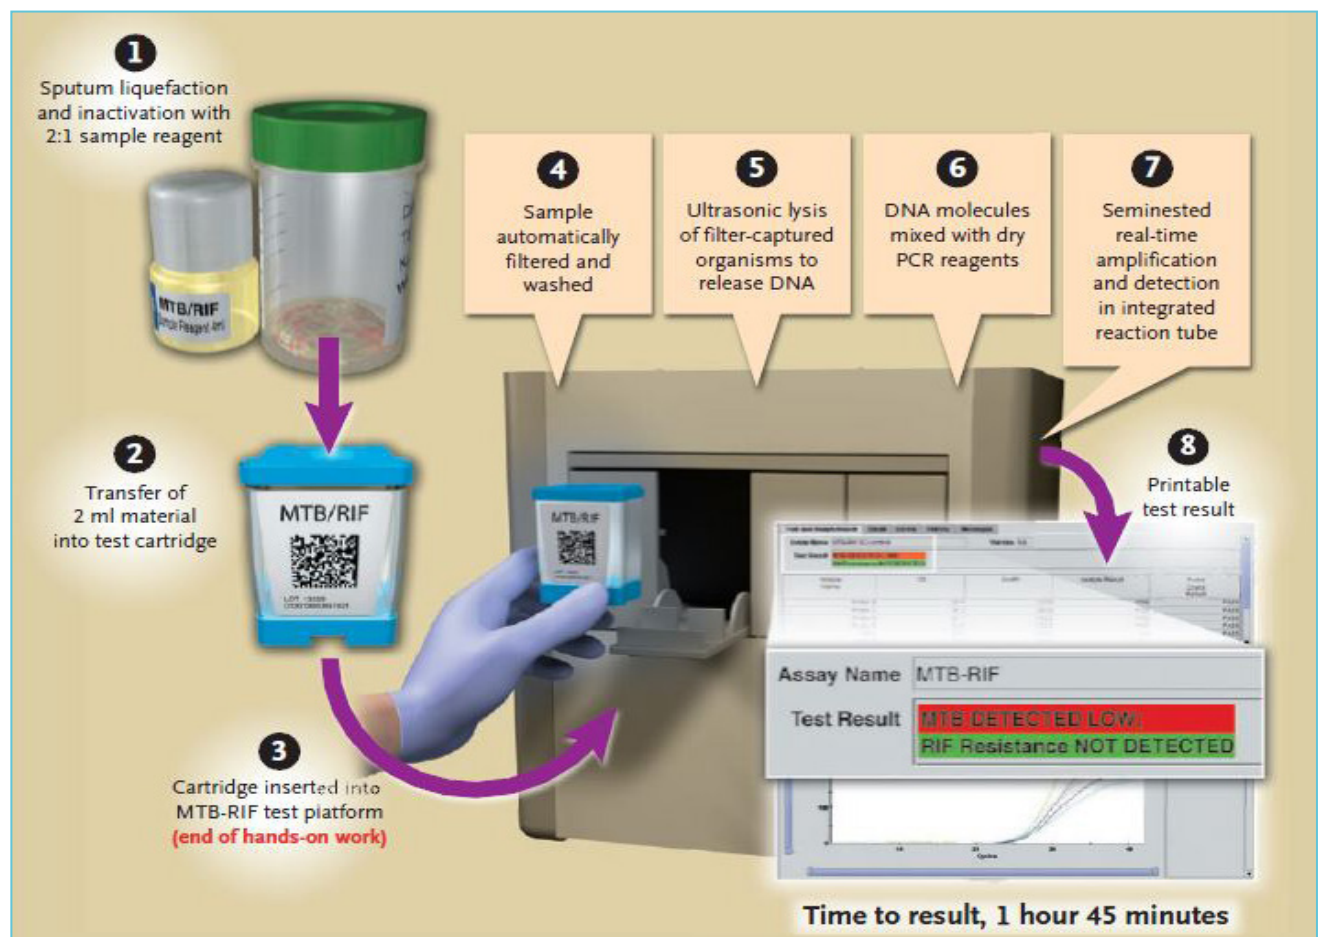 1
Sputum liquefaction
and inactivation with
2:1 sample reagent
MTB/RIF
Sample Reagent 4ml
2
Transfer of
2 ml material
into test cartridge
MTB/RIF
3
Cartridge inserted into
MTB-RIF test platform
(end of hands-on work)
4
Sample
automatically
filtered and
washed
5
Ultrasonic lysis
of filter-captured
organisms to
release DNA
6
DNA molecules
mixed with dry
PCR reagents
7
Seminested
real-time
amplification
and detection
in integrated
reaction tube
MTB/RIF
8
Printable
test result
Assay Name MTB-RIF
Test Result MTB DETECTED LOW;
RIF Resistance NOT DETECTED
Cycles
Time to result, 1 hour 45 minutes